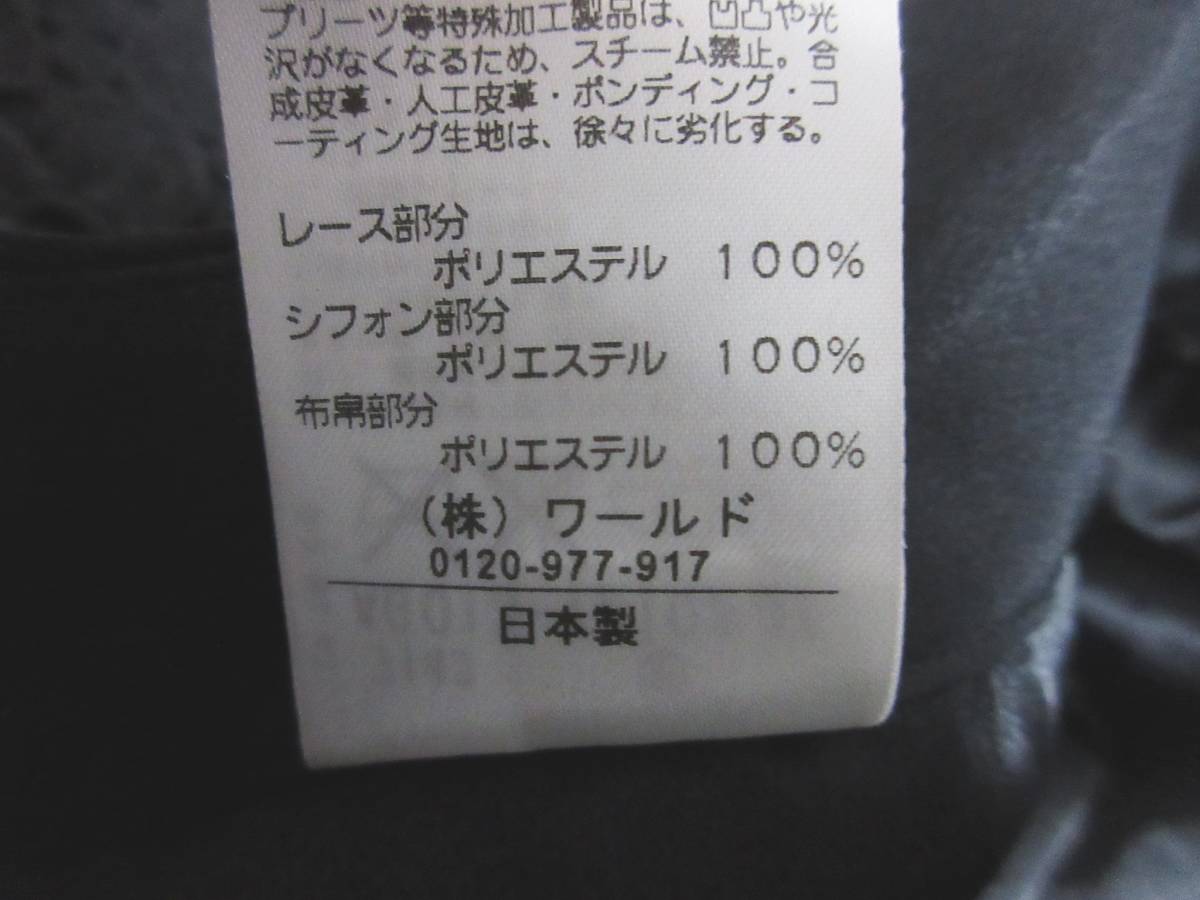 プリーツ等特殊加工製品は、凹凸や光
沢がなくなるため、スチーム禁止。合
成皮革・人工皮革・ボンディング・コ
ーティング生地は、徐々に劣化する。
レース部分
ポリエステル 100%
シフォン部分
ポリエステル 100%
布帛部分
ポリエステル 100%
(株) ワールド
0120-977-917
日本製